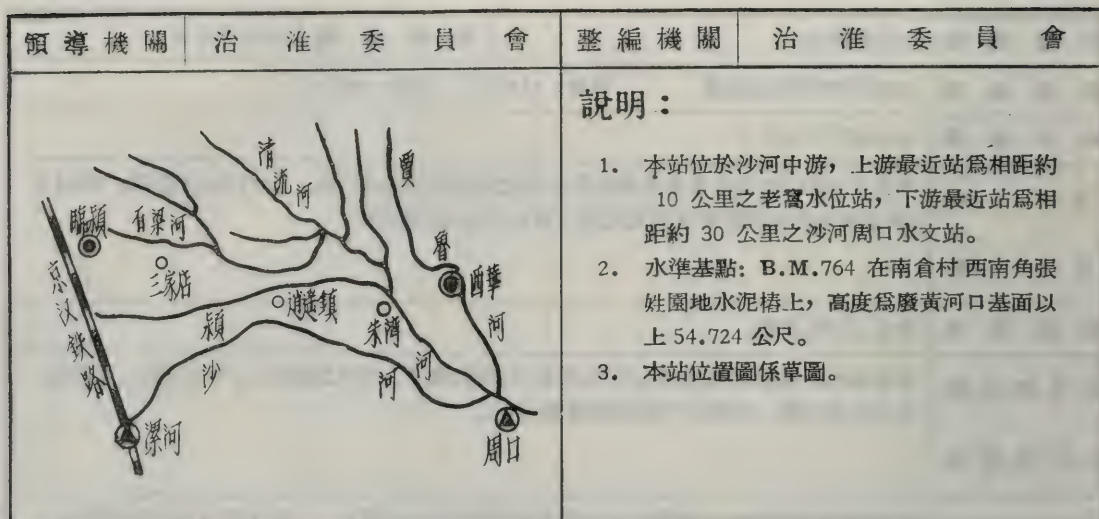 領導機關 治淮委員會 整編機關 治淮委員會
說明：
1. 本站位於沙河中游，上游最近站爲相距約
10 公里之老窩水位站，下游最近站爲相
距約 30 公里之沙河周口水文站。
2. 水準基點：B.M.764 在南倉村西南角張
姓園地水泥樁上，高度爲廢黃河口基面以
上 54.724 公尺。
3. 本站位置圖係草圖。
清流河
賈魯河
臨潁
石梁河
三家店
西華
京汉鉄路
逍遙鎮
朱灣
潁河
沙河
漯河
周口